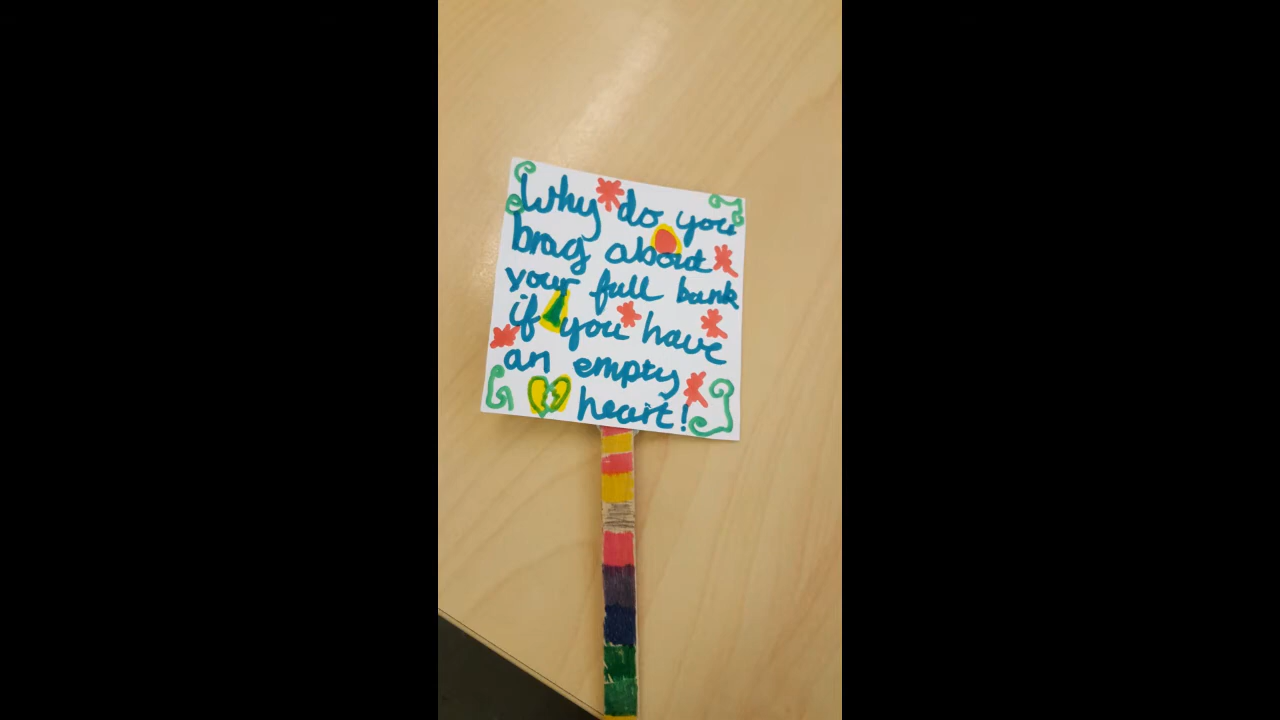 Why do you
brag about
your full bank
if you have
an empty
heart!